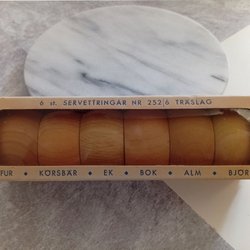 6 st. SERVETTRINGAR NR 252/6 TRÄSLAG
FUR • KÖRSBÄR • EK • BOK • ALM • BJÖR